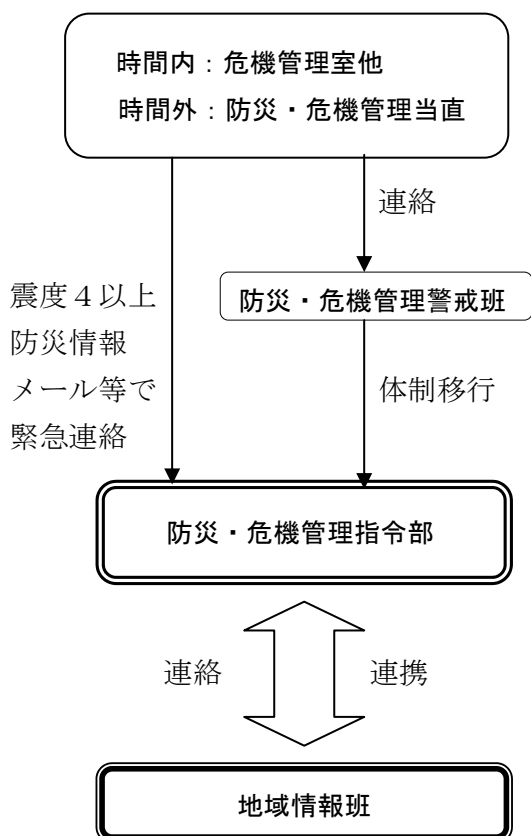 時間内：危機管理室他
時間外：防災・危機管理当直
連絡
震度４以上
防災情報
メール等で
緊急連絡
防災・危機管理警戒班
体制移行
防災・危機管理指令部
連絡
連携
地域情報班